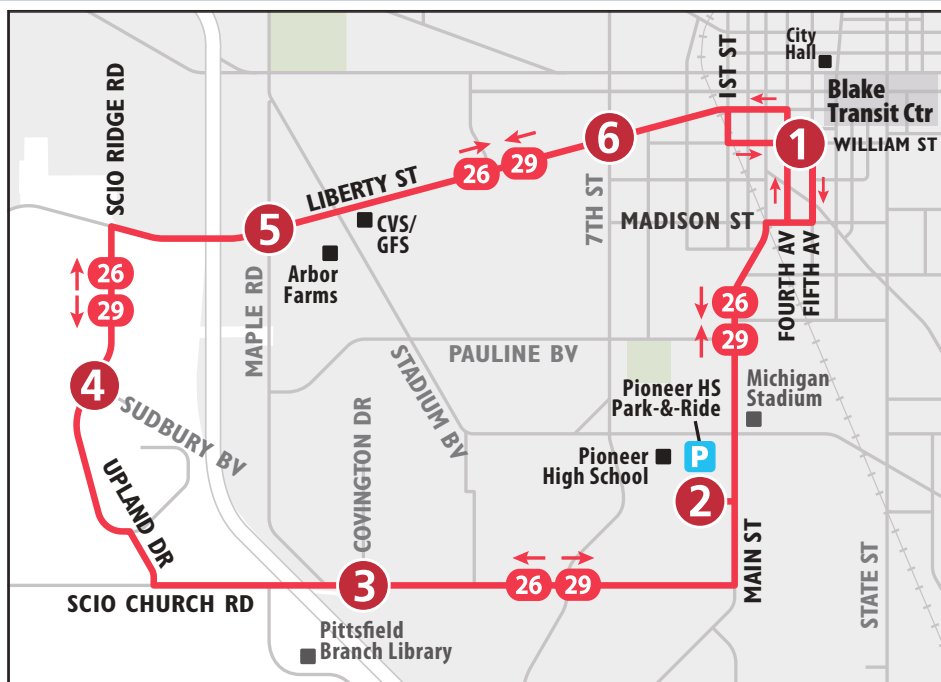 SCIO RIDGE RD
1ST ST
City
Hall
Blake
Transit Ctr
1
WILLIAM ST
6
7TH ST
26
29
LIBERTY ST
MADISON ST
5
CVS/
GFS
Arbor
Farms
MAPLE RD
FOURTH AV
FIFTH AV
26
29
26
29
PAULINE BV
STADIUM BV
4
SUDBURY BV
Pioneer HS
Park-&-Ride
Michigan
Stadium
P
Pioneer
High School
2
UPLAND DR
COVINGTON DR
MAIN ST
STATE ST
3
26
29
SCIO CHURCH RD
Pittsfield
Branch Library